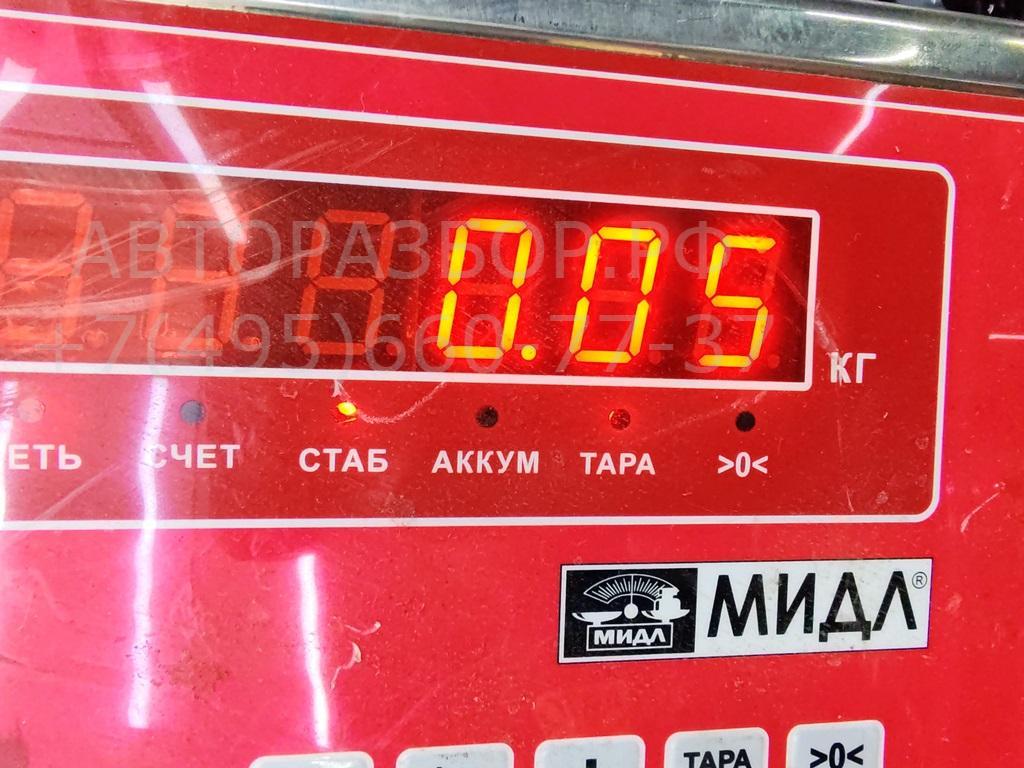 АВТОРАЗБОР.РФ
+7(495)660-77-37
0.05
КГ
ЕТЬ СЧЕТ СТАБ АККУМ ТАРА >0<
МИДЛ МИДЛ®
ТАРА >0<